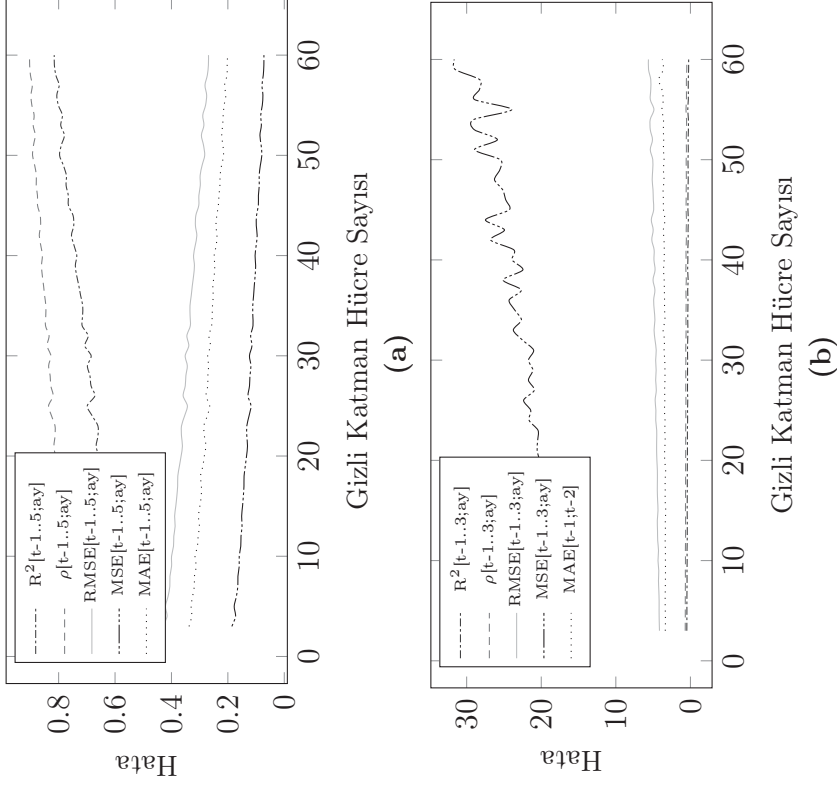 Hata
0.8
0.6
0.4
0.2
0
R²[t-1..5;ay]
ρ[t-1..5;ay]
RMSE[t-1..5;ay]
MSE[t-1..5;ay]
MAE[t-1..5;ay]
0 10 20 30 40 50 60
Gizli Katman Hücre Sayısı
(a)
Hata
30
20
10
0
R²[t-1..3;ay]
ρ[t-1..3;ay]
RMSE[t-1..3;ay]
MSE[t-1..3;ay]
MAE[t-1;t-2]
0 10 20 30 40 50 60
Gizli Katman Hücre Sayısı
(b)